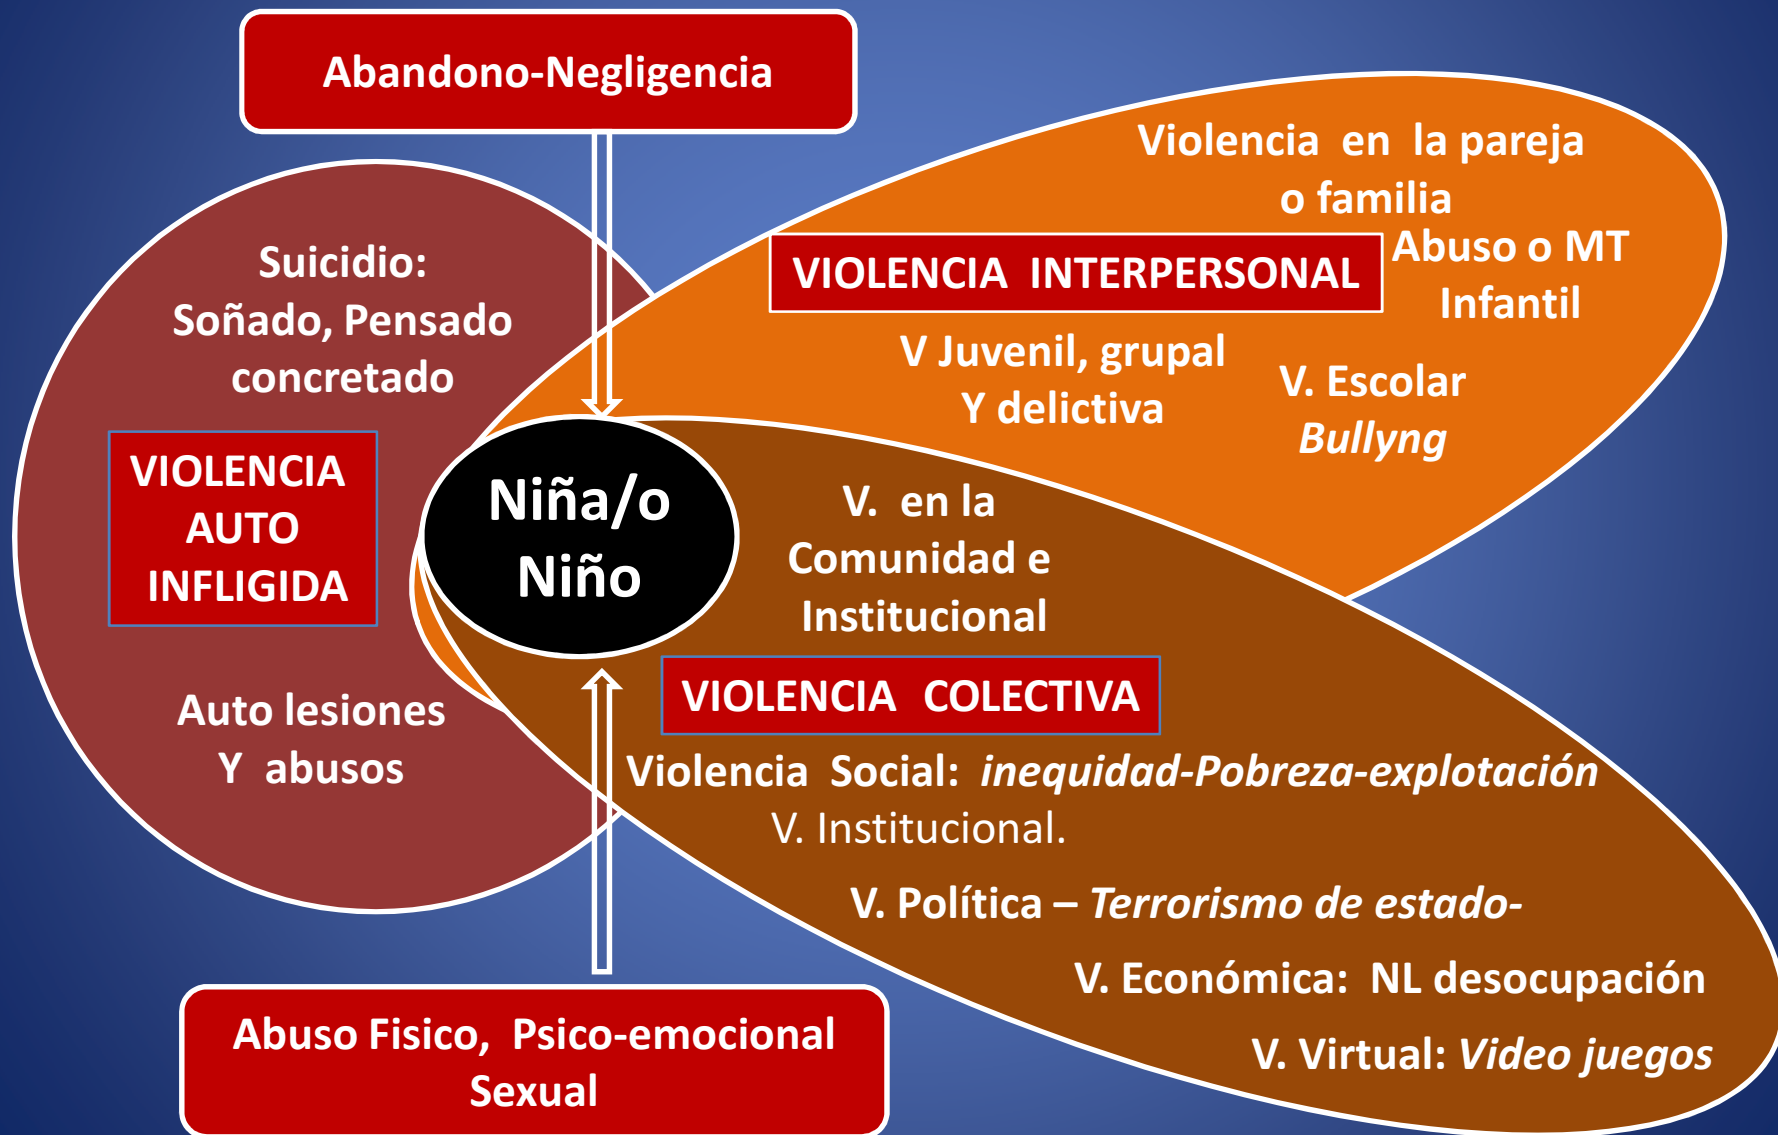 Abandono-Negligencia
Suicidio:
Soñado, Pensado
concretado
VIOLENCIA
AUTO
INFLIGIDA
Auto lesiones
Y abusos
Violencia en la pareja
o familia
VIOLENCIA INTERPERSONAL
Abuso o MT
Infantil
V Juvenil, grupal
Y delictiva
V. Escolar
Bullyng
Niña/o
Niño
V. en la
Comunidad e
Institucional
VIOLENCIA COLECTIVA
Violencia Social: inequidad-Pobreza-explotación
V. Institucional.
V. Política – Terrorismo de estado-
V. Económica: NL desocupación
V. Virtual: Video juegos
Abuso Fisico, Psico-emocional
Sexual